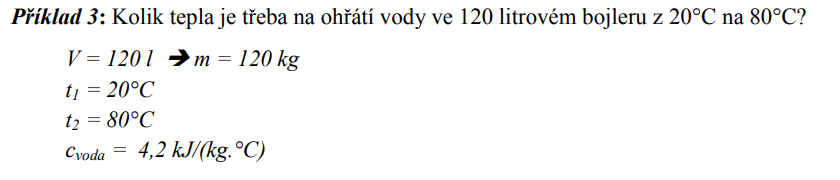 Příklad 3: Kolik tepla je třeba na ohřátí vody ve 120 litrovém bojleru z 20°C na 80°C?
V = 120 l ➔ m = 120 kg
t₁ = 20°C
t₂ = 80°C
cvoda = 4,2 kJ/(kg.°C)